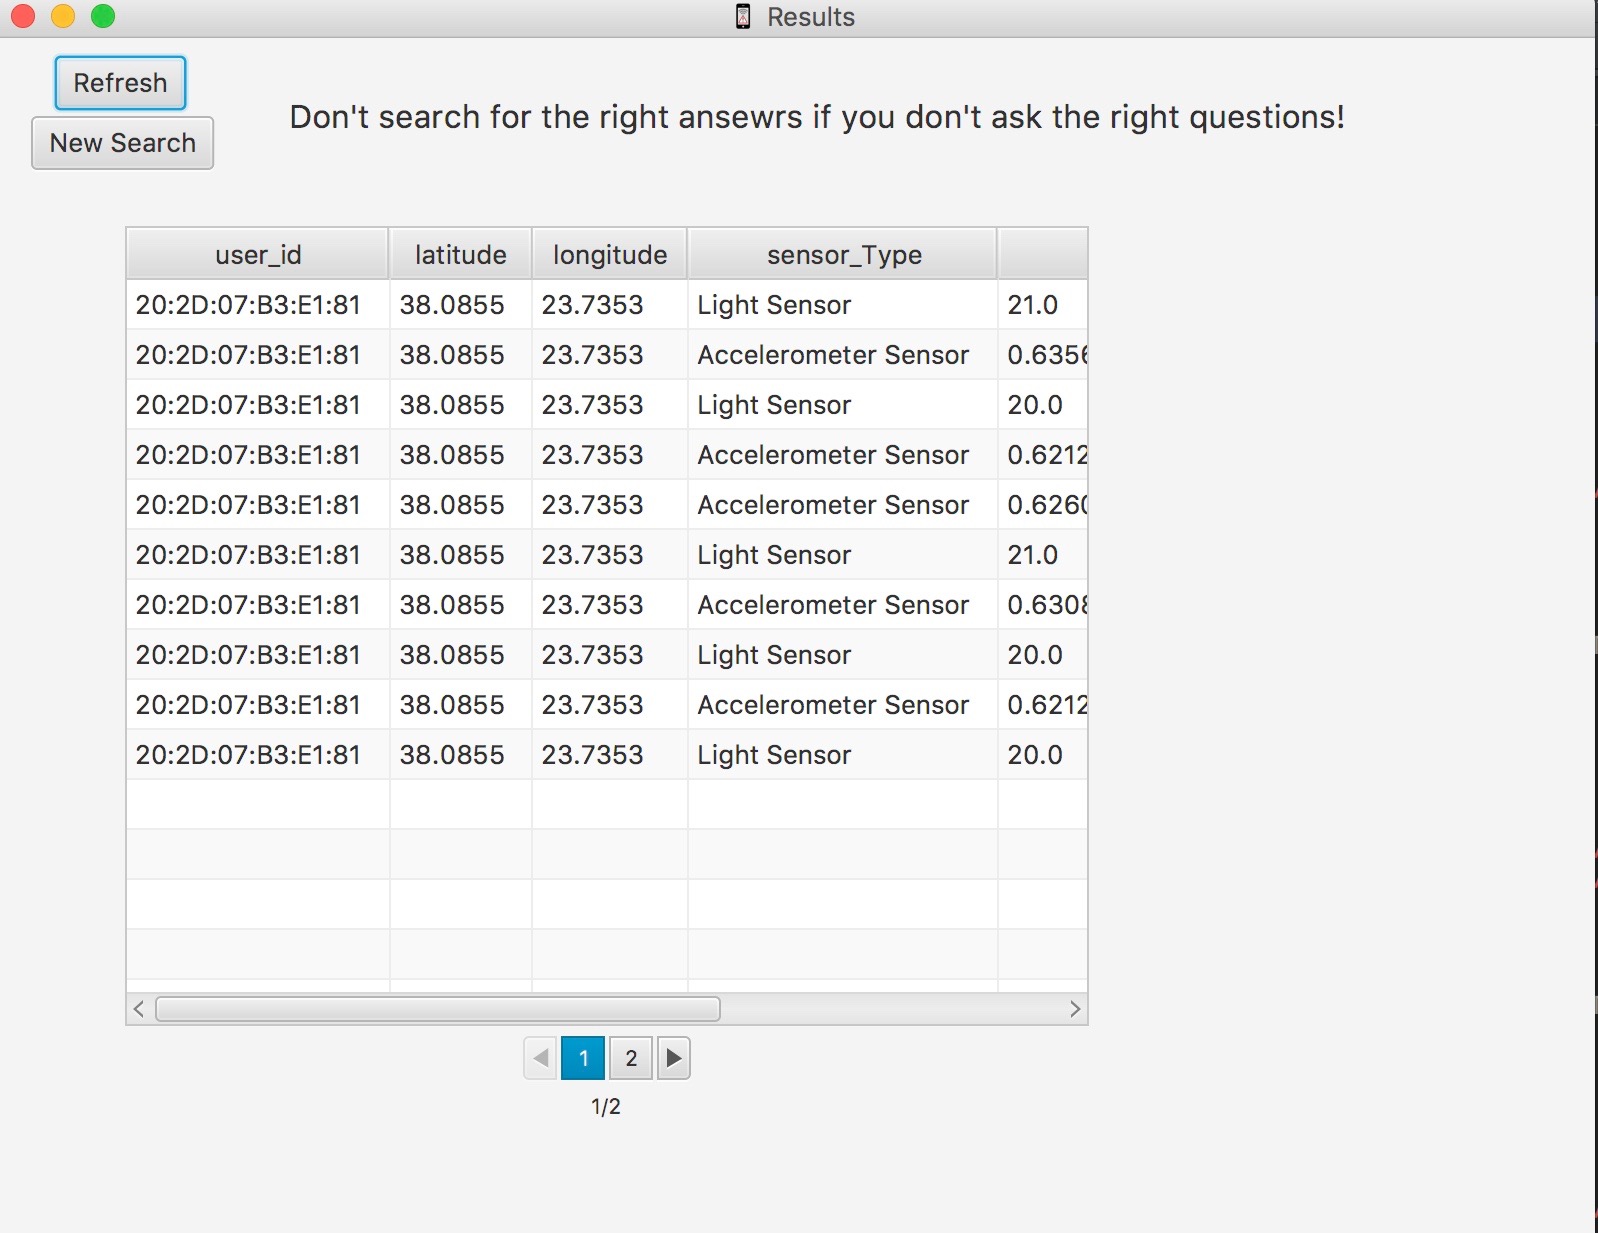 Results
Refresh
New Search
Don't search for the right ansewrs if you don't ask the right questions!
user_id latitude longitude sensor_Type
20:2D:07:B3:E1:81 38.0855 23.7353 Light Sensor 21.0
20:2D:07:B3:E1:81 38.0855 23.7353 Accelerometer Sensor 0.6356
20:2D:07:B3:E1:81 38.0855 23.7353 Light Sensor 20.0
20:2D:07:B3:E1:81 38.0855 23.7353 Accelerometer Sensor 0.6212
20:2D:07:B3:E1:81 38.0855 23.7353 Accelerometer Sensor 0.6260
20:2D:07:B3:E1:81 38.0855 23.7353 Light Sensor 21.0
20:2D:07:B3:E1:81 38.0855 23.7353 Accelerometer Sensor 0.6308
20:2D:07:B3:E1:81 38.0855 23.7353 Light Sensor 20.0
20:2D:07:B3:E1:81 38.0855 23.7353 Accelerometer Sensor 0.6212
20:2D:07:B3:E1:81 38.0855 23.7353 Light Sensor 20.0
1 2
1/2